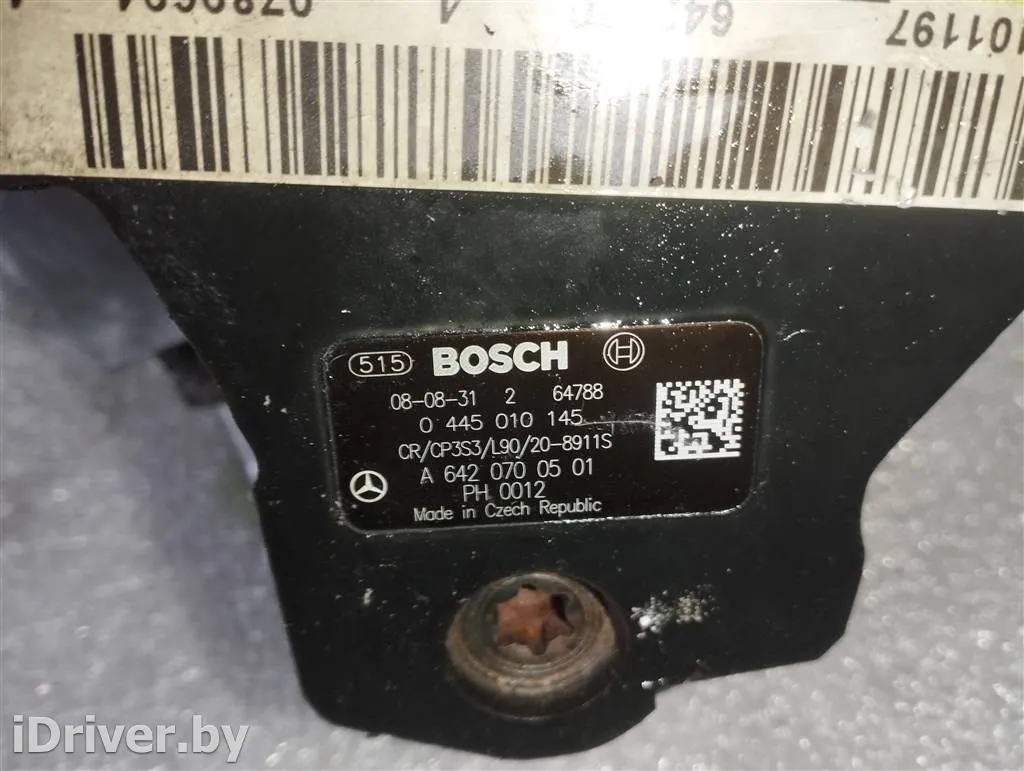 101197
515 BOSCH
08-08-31 2 64788
0 445 010 145
CR/CP3S3/L90/20-8911S
A 642 070 05 01
PH 0012
Made in Czech Republic
iDriver.by